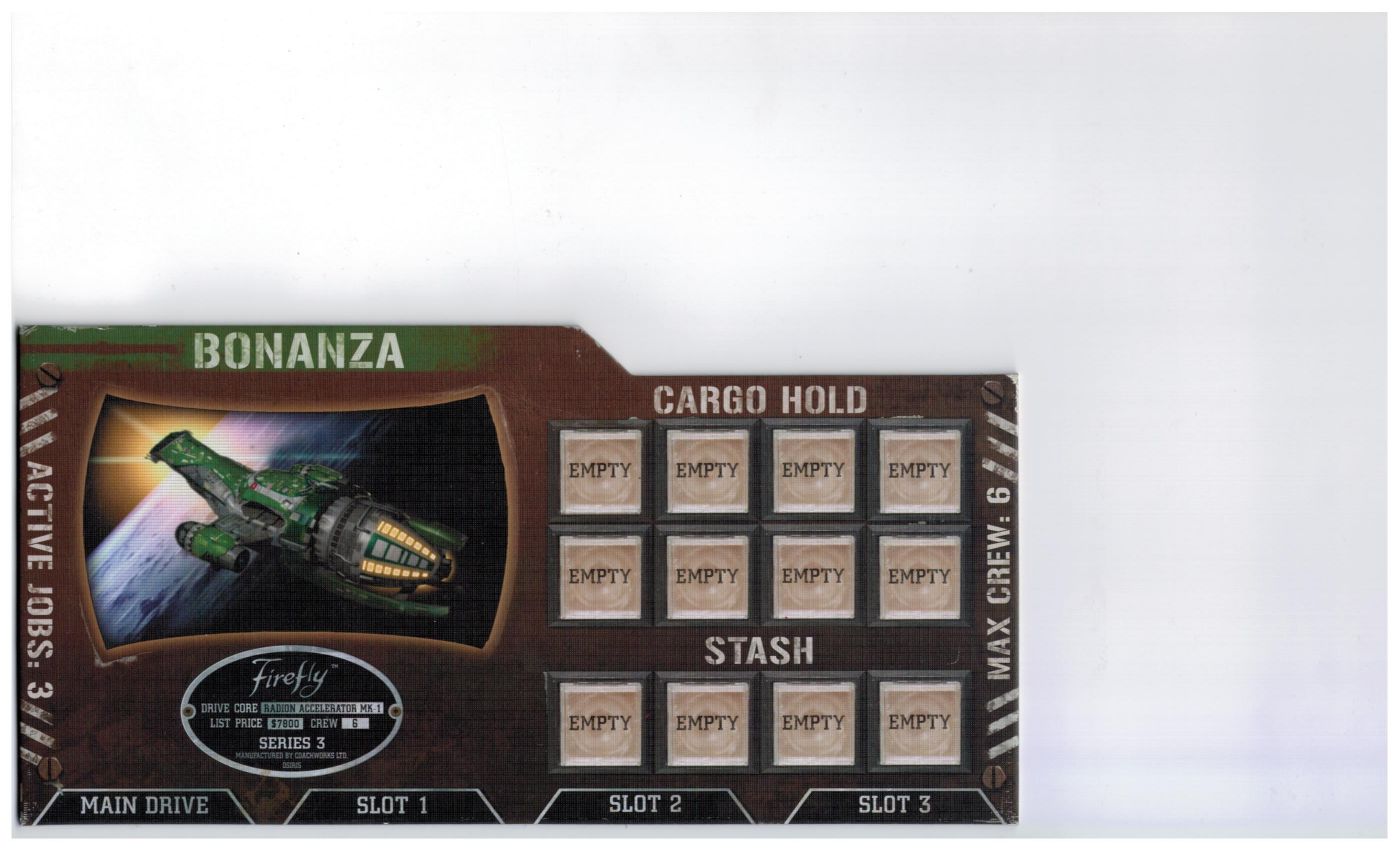 BONANZA
CARGO HOLD
EMPTY EMPTY EMPTY EMPTY
EMPTY EMPTY EMPTY EMPTY
STASH
EMPTY EMPTY EMPTY EMPTY
ACTIVE JOBS: 3
MAX CREW: 6
Firefly™
DRIVE CORE RADION ACCELERATOR MK-1
LIST PRICE $7800 CREW 6
SERIES 3
MANUFACTURED BY COACHWORKS LTD.
OSIRIS
MAIN DRIVE SLOT 1 SLOT 2 SLOT 3